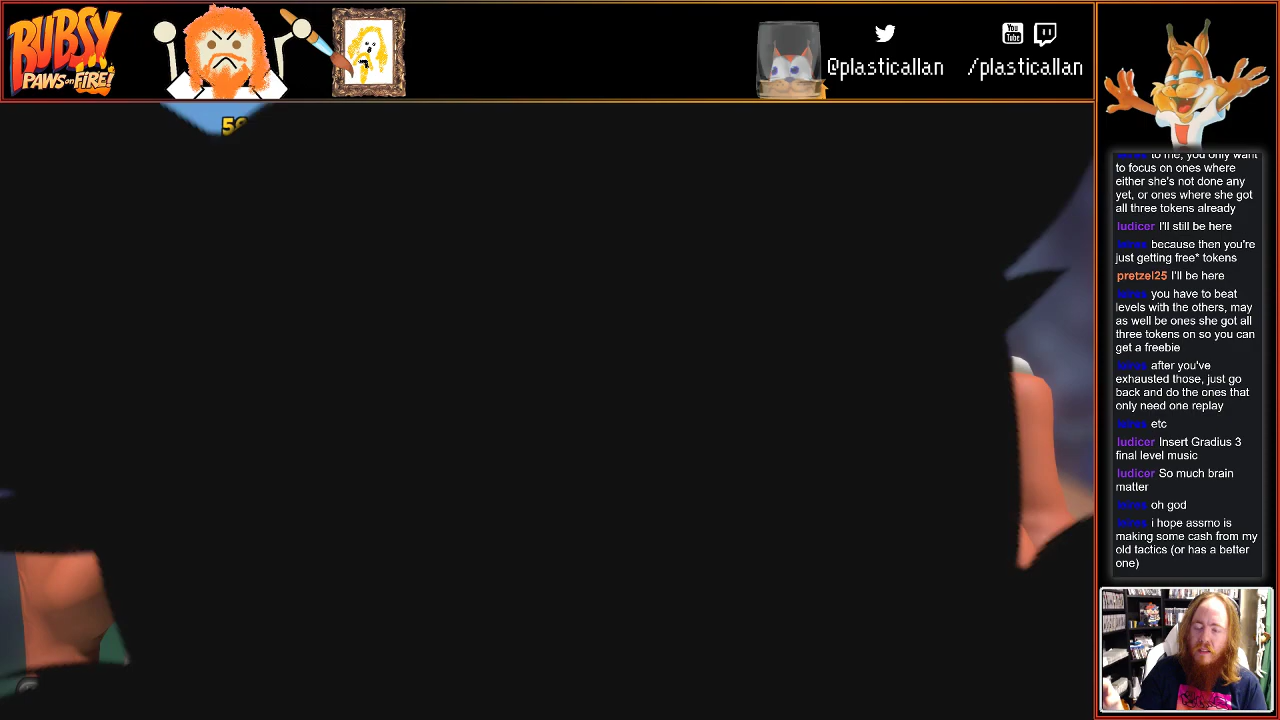 BUBSY
PAWS on FIRE!
@plasticallan
You
Tube
/plasticallan
to me, you only want
to focus on ones where
either she's not done any
yet, or ones where she got
all three tokens already
ludicer I'll still be here
because then you're
just getting free* tokens
pretzel25 I'll be here
you have to beat
levels with the others, may
as well be ones she got all
three tokens on so you can
get a freebie
after you've
exhausted those, just go
back and do the ones that
only need one replay
etc
ludicer Insert Gradius 3
final level music
ludicer So much brain
matter
oh god
i hope assmo is
making some cash from my
old tactics (or has a better
one)